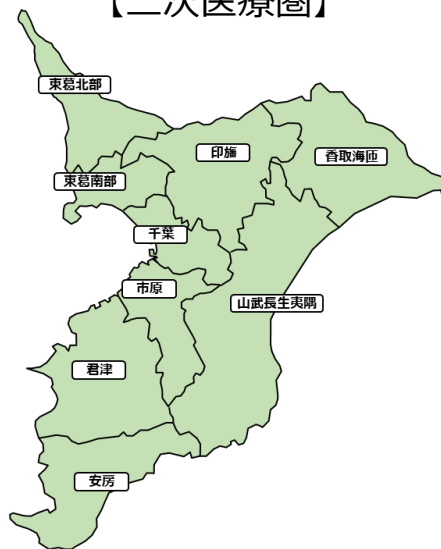 【二次医療圏】
東葛北部
印旛
香取海匝
東葛南部
千葉
市原
山武長生夷隅
君津
安房